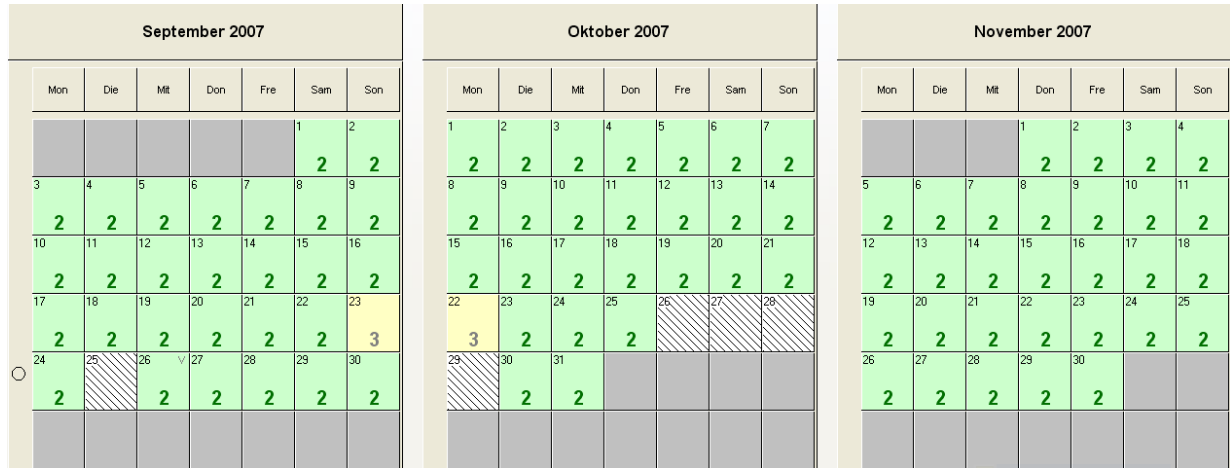 September 2007
Mon Die Mit Don Fre Sam Son
1 2
2 2
3 4 5 6 7 8 9
2 2 2 2 2 2 2
10 11 12 13 14 15 16
2 2 2 2 2 2 2
17 18 19 20 21 22 23
2 2 2 2 2 2 3
24 25 26 V 27 28 29 30
2 2 2 2 2 2
Oktober 2007
Mon Die Mit Don Fre Sam Son
1 2 3 4 5 6 7
2 2 2 2 2 2 2
8 9 10 11 12 13 14
2 2 2 2 2 2 2
15 16 17 18 19 20 21
2 2 2 2 2 2 2
22 23 24 25 26 27 28
3 2 2 2
29 30 31
2 2
November 2007
Mon Die Mit Don Fre Sam Son
1 2 3 4
2 2 2 2
5 6 7 8 9 10 11
2 2 2 2 2 2 2
12 13 14 15 16 17 18
2 2 2 2 2 2 2
19 20 21 22 23 24 25
2 2 2 2 2 2 2
26 27 28 29 30
2 2 2 2 2